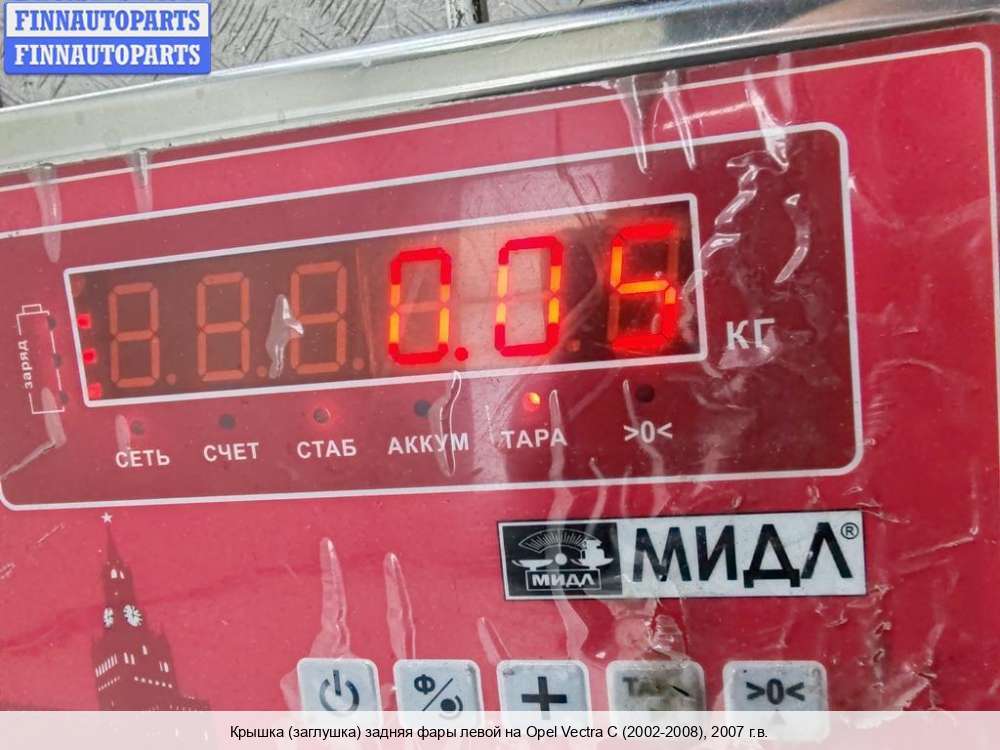 FINNAUTOPARTS
FINNAUTOPARTS
0.05
кг
заряд
СЕТЬ СЧЕТ СТАБ АККУМ ТАРА >0<
МИДЛ МИДЛ®
Ф +  >0<
Крышка (заглушка) задняя фары левой на Opel Vectra C (2002-2008), 2007 г.в.